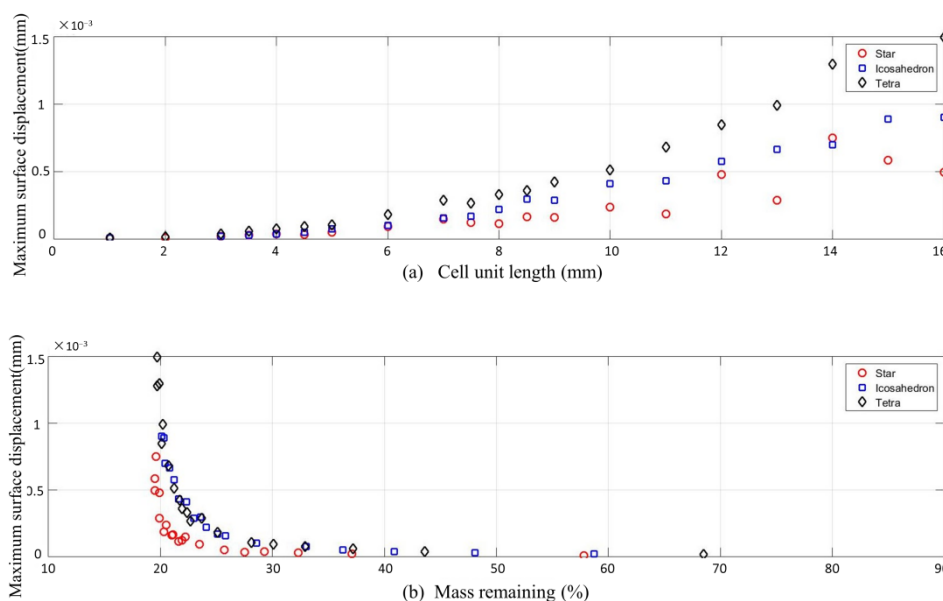 ×10⁻³
Maximum surface displacement(mm)
1.5
1
0.5
0
Star
Icosahedron
Tetra
0 2 4 6 8 10 12 14 16
(a) Cell unit length (mm)
×10⁻³
Maximum surface displacement(mm)
1.5
1
0.5
0
Star
Icosahedron
Tetra
10 20 30 40 50 60 70 80 90
(b) Mass remaining (%)